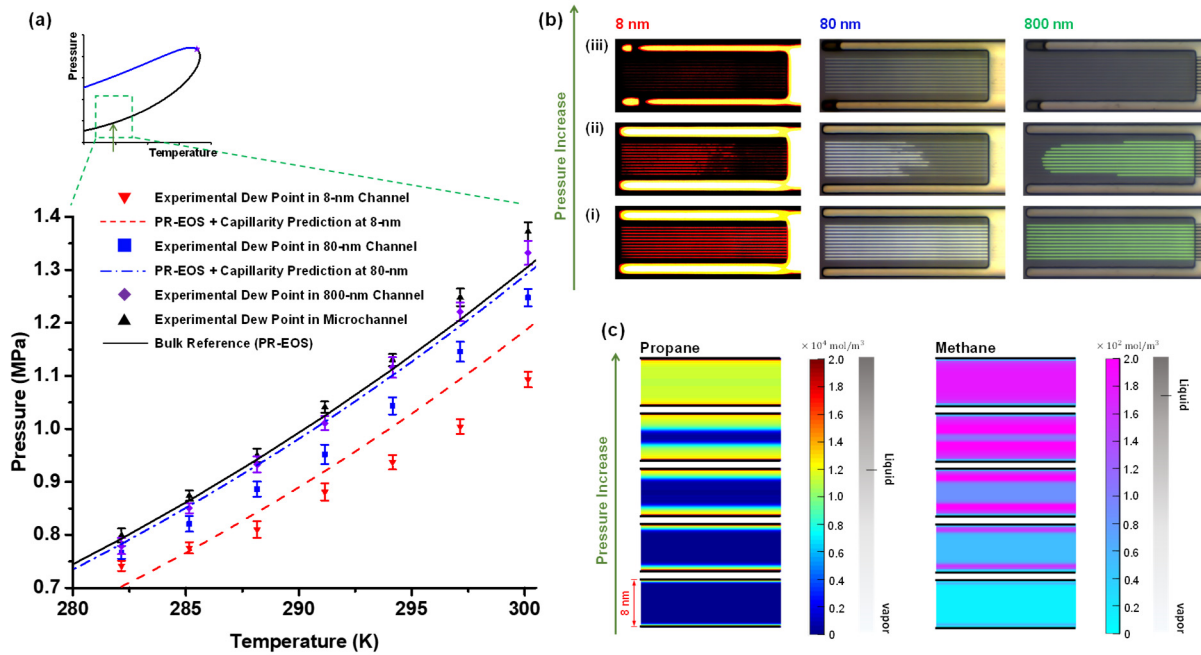 (a)
Pressure
Temperature
Experimental Dew Point in 8-nm Channel
PR-EOS + Capillarity Prediction at 8-nm
Experimental Dew Point in 80-nm Channel
PR-EOS + Capillarity Prediction at 80-nm
Experimental Dew Point in 800-nm Channel
Experimental Dew Point in Microchannel
Bulk Reference (PR-EOS)
1.4
1.3
1.2
1.1
1.0
0.9
0.8
0.7
Pressure (MPa)
280
285
290
295
300
Temperature (K)
(b)
8 nm
80 nm
800 nm
Pressure Increase
(iii)
(ii)
(i)
(c)
Pressure Increase
Propane
8 nm
× 10⁴ mol/m³
2.0
1.8
1.6
1.4
1.2
1.0
0.8
0.6
0.4
0.2
0
Liquid
vapor
Methane
× 10² mol/m³
2.0
1.8
1.6
1.4
1.2
1.0
0.8
0.6
0.4
0.2
0
Liquid
vapor